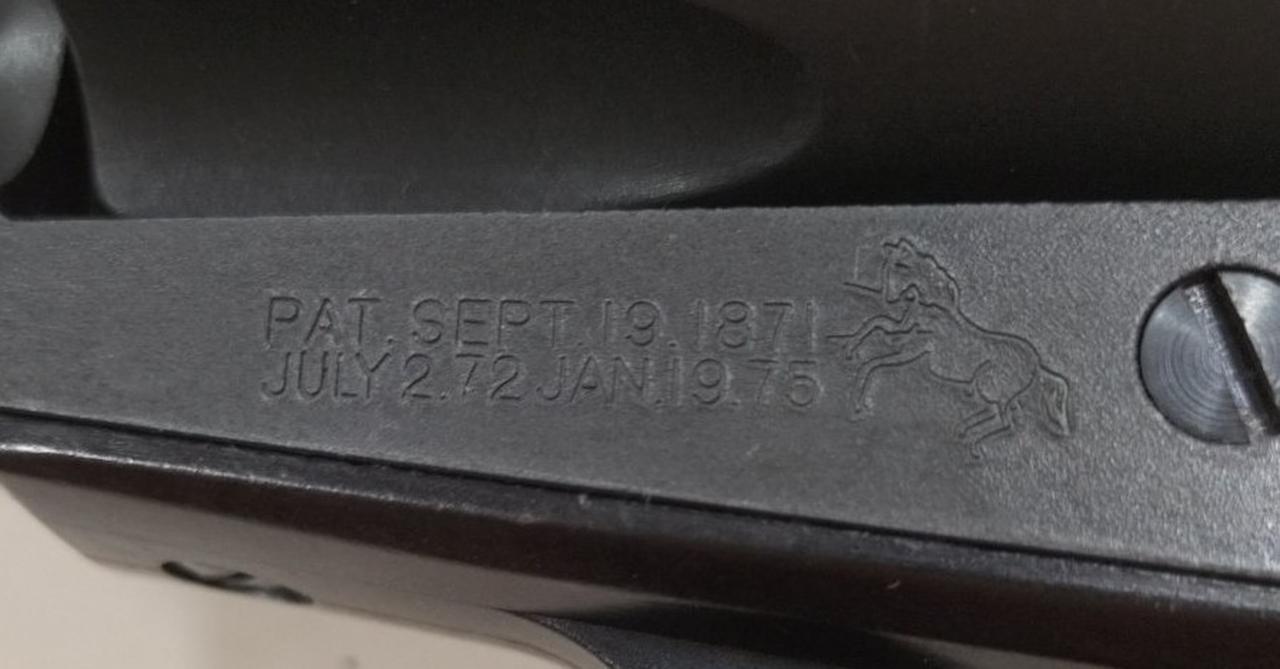 PAT. SEPT. 19. 1871
JULY 2. 72 JAN. 19. 75